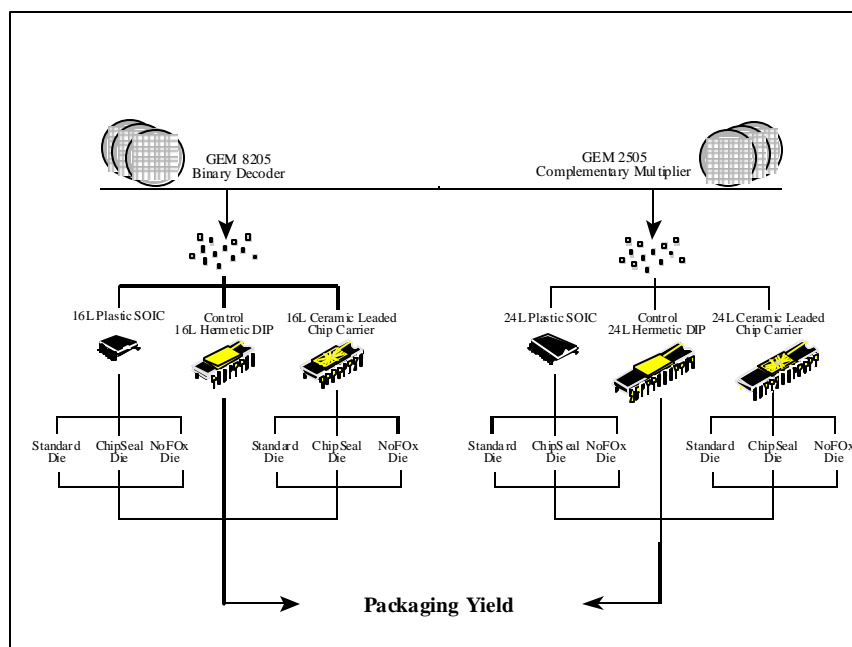 GEM 8205
Binary Decoder
GEM 2505
Complementary Multiplier
16L Plastic SOIC
Control
16L Hermetic DIP
16L Ceramic Leaded
Chip Carrier
24L Plastic SOIC
Control
24L Hermetic DIP
24L Ceramic Leaded
Chip Carrier
Standard
Die
ChipSeal
Die
NoFOx
Die
Standard
Die
ChipSeal
Die
NoFOx
Die
Standard
Die
ChipSeal
Die
NoFOx
Die
Standard
Die
ChipSeal
Die
NoFOx
Die
Packaging Yield